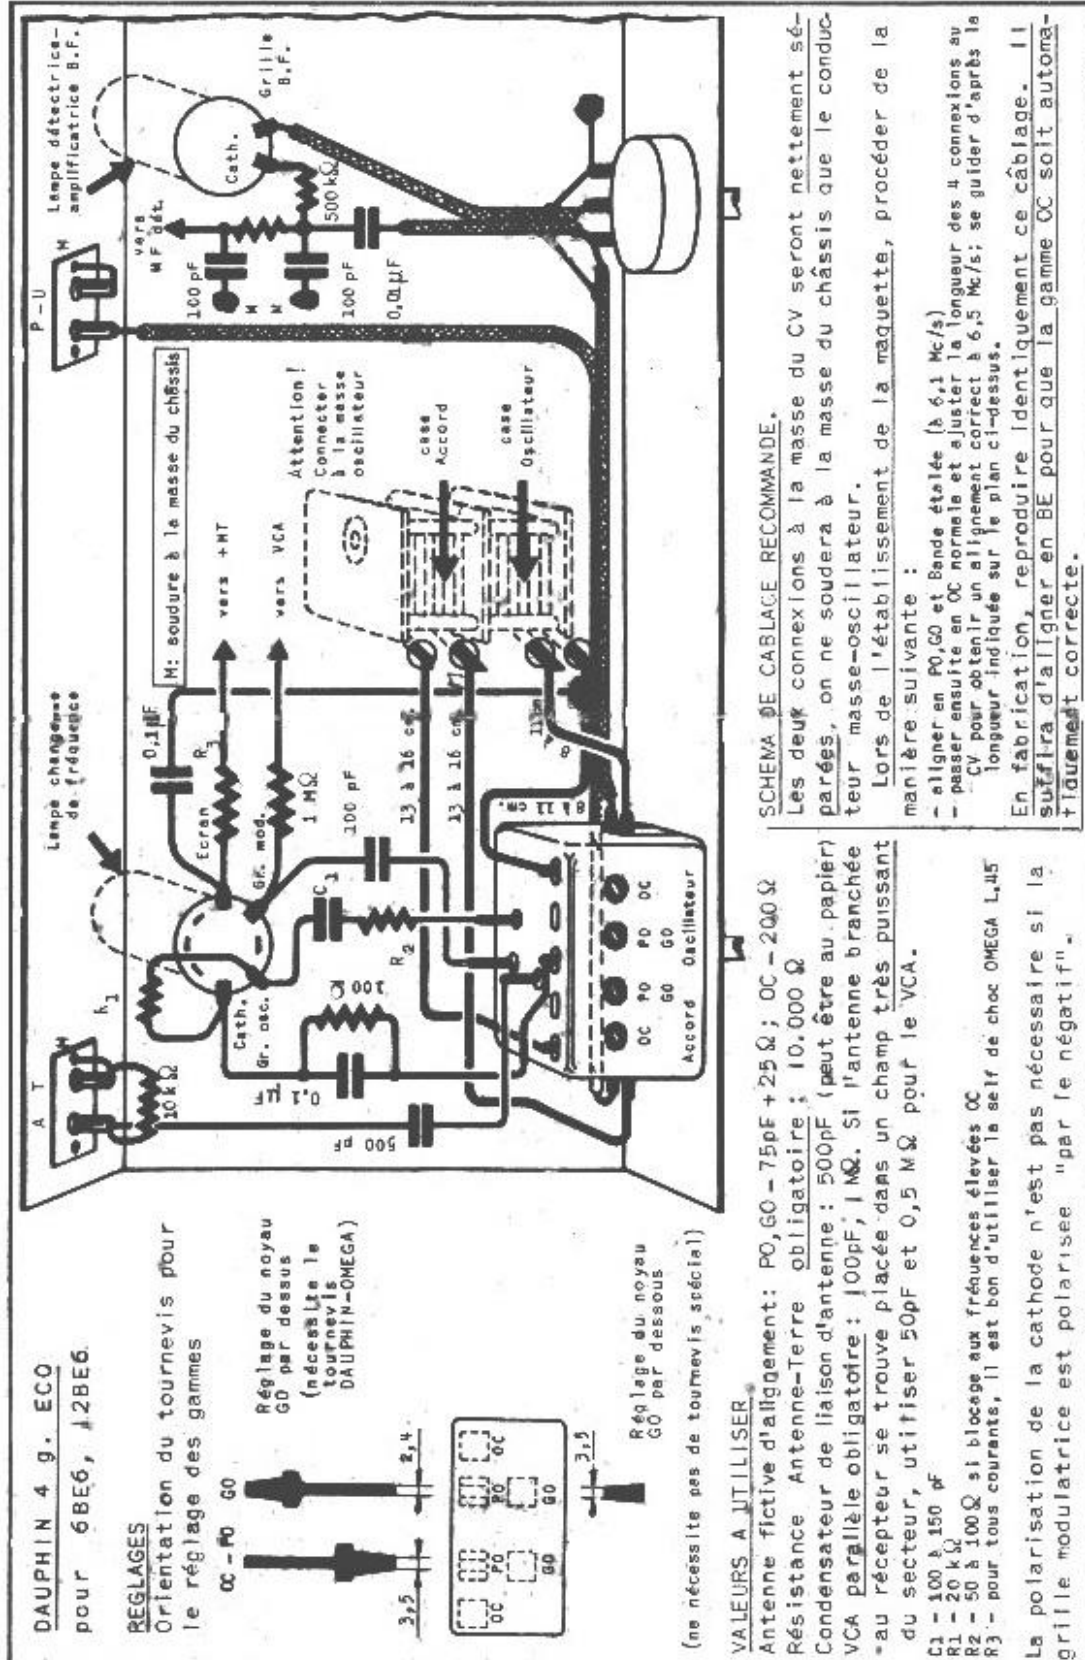 DAUPHIN 4 g. ECO
pour 6BE6, 12BE6
REGLAGES
Orientation du tournevis pour
le réglage des gammes
OC-PO
GO
Réglage du noyau
GO par dessus
(nécessite le
tournevis
DAUPHIN-OMEGA)
3,5
2,4
OC
PO
GO
PO
GO
OC
3,5
Réglage du noyau
GO par dessous
(ne nécessite pas de tournevis scécial)
A
T
M
10 kΩ
Lampe changeuse
de fréquence
Cath.
Gr. osc.
Ecran
Gr. mod.
0,1 µF
R3
vers +HT
vers VCA
1 MΩ
100 pF
C1
R2
100 Ω
0,1 µF
500 pF
13 à 16 cm.
13 à 16 cm.
8 à 11 cm.
OC
PO
GO
PO
GO
OC
Accord
Oscillateur
M: soudure à la masse du châssis
Attention!
Connecter
à la masse
oscillateur
case
Accord
case
Oscillateur
P-U
M
Lampe détectrice-
amplificatrice B.F.
Cath.
Grille
B.F.
vers
MF dét.
100 pF
M
M
500 kΩ
100 pF
0,01µF
VALEURS A UTILISER
Antenne fictive d'alignement: PO,GO-75pF+25Ω; OC-200Ω
Résistance Antenne-Terre obligatoire: 10.000 Ω
Condensateur de liaison d'antenne: 500pF (peut être au papier)
VCA parallèle obligatoire: 100pF, 1 MΩ. Si l'antenne branchée
au récepteur se trouve placée dans un champ très puissant
du secteur, utitiser 50pF et 0,5 MΩ pour le VCA.
C1 - 100 à 150 pF
R1 - 20 kΩ
R2 - 50 à 100Ω si blocage aux fréquences élevées OC
R3 - pour tous courants, il est bon d'utiliser la self de choc OMEGA L.45
La polarisation de la cathode n'est pas nécessaire si la
grille modulatrice est polarisée "par le négatif".
SCHEMA DE CABLAGE RECOMMANDE.
Les deux connexions à la masse du CV seront nettement sé-
parées, on ne soudera à la masse du châssis que le conduc-
teur masse-oscillateur.
Lors de l'établissement de la maquette, procéder de la
manière suivante :
- aligner en PO,GO et Bande étalée (à 6,1 Mc/s)
- passer ensuite en OC normale et ajuster la longueur des 4 connexions au
CV pour obtenir un alignement correct à 6,5 Mc/s; se guider d'après la
longueur indiquée sur le plan ci-dessus.
En fabrication, reproduire identiquement ce câblage. Il
suffira d'aligner en BE pour que la gamme OC soit automa-
tiquement correcte.